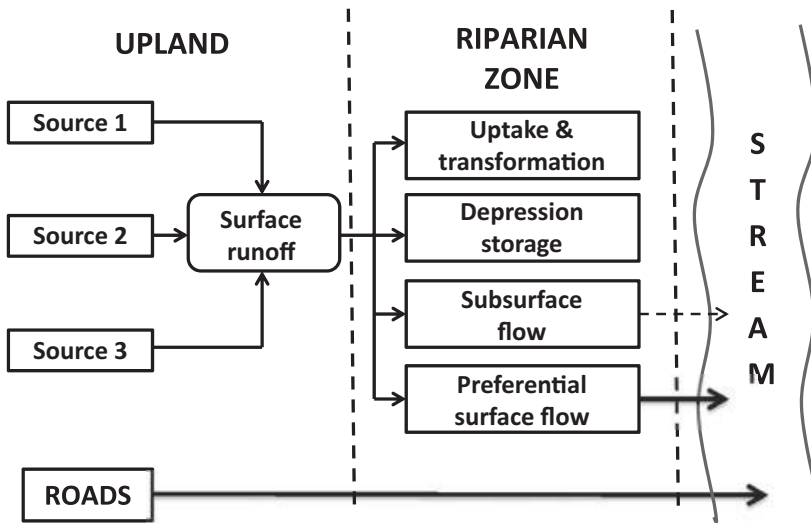 UPLAND
RIPARIAN
ZONE
Source 1
Source 2
Source 3
Surface
runoff
Uptake &
transformation
Depression
storage
Subsurface
flow
Preferential
surface flow
STREAM
ROADS